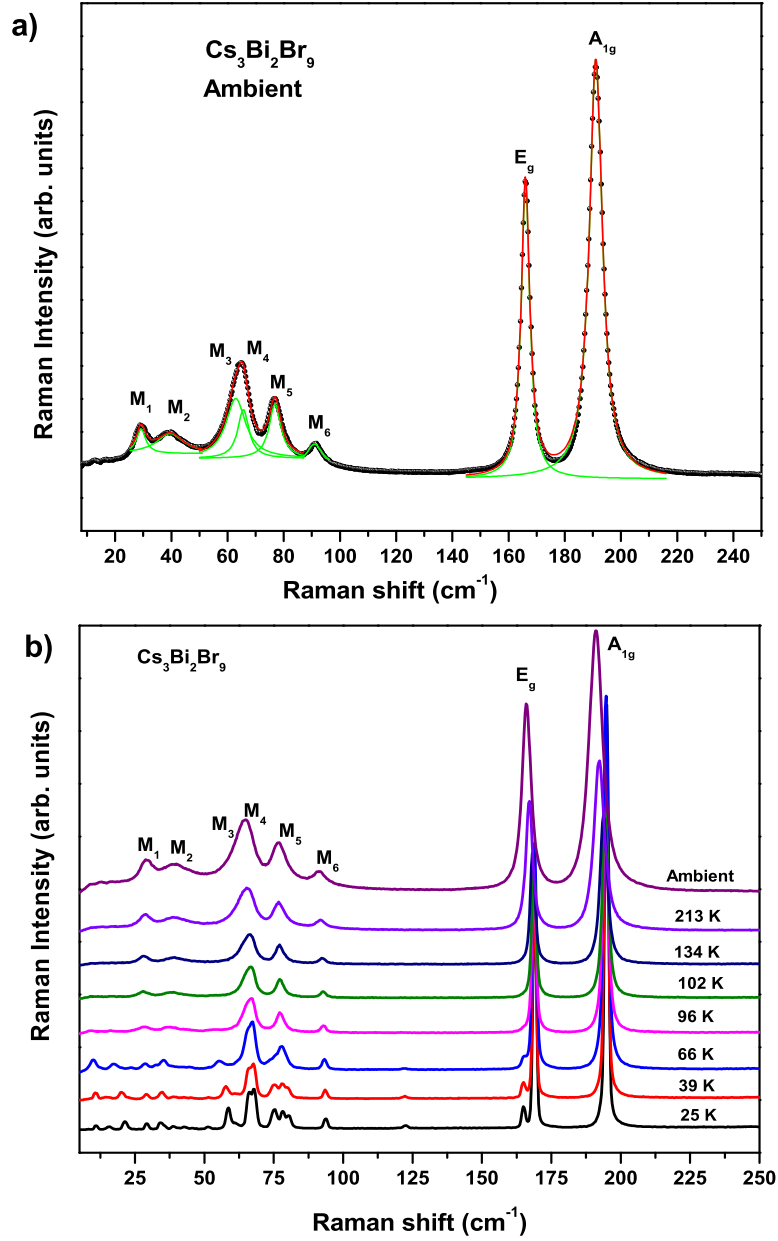 a)
Cs₃Bi₂Br₉
Ambient
A₁g
E_g
M₃ M₄
M₁ M₂ M₅
M₆
Raman Intensity (arb. units)
20 40 60 80 100 120 140 160 180 200 220 240
Raman shift (cm⁻¹)
b)
Cs₃Bi₂Br₉
A₁g
E_g
M₃ M₄
M₁ M₂ M₅
M₆
Ambient
213 K
134 K
102 K
96 K
66 K
39 K
25 K
Raman Intensity (arb. units)
25 50 75 100 125 150 175 200 225 250
Raman shift (cm⁻¹)